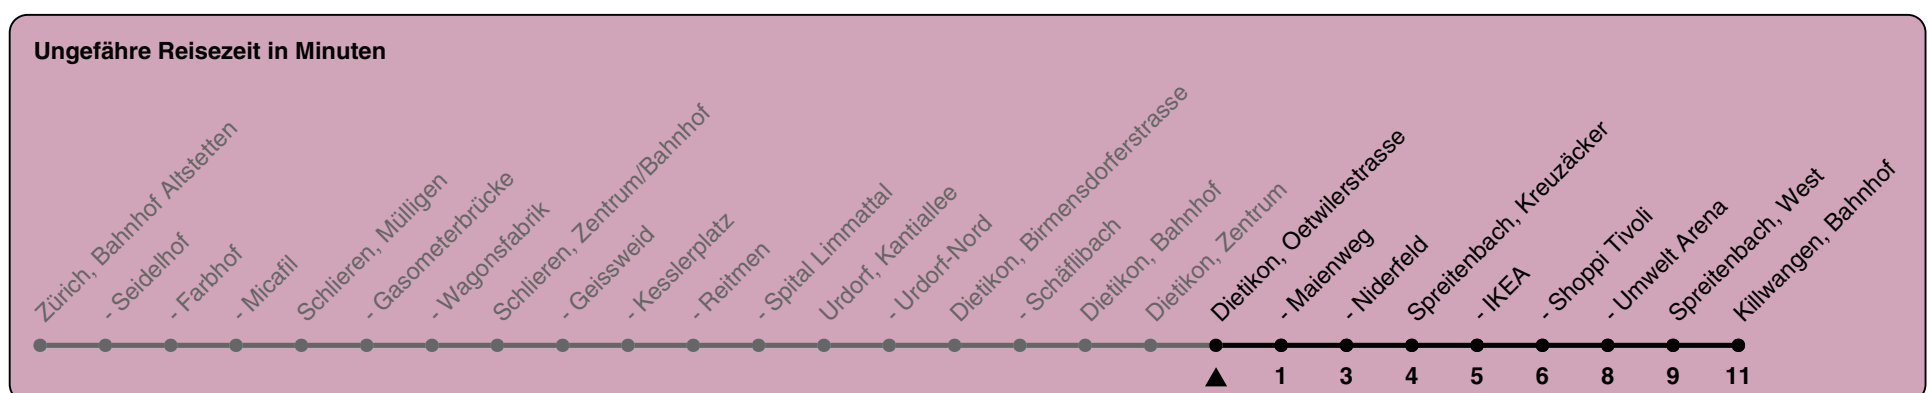 Ungefähre Reisezeit in Minuten
Zürich, Bahnhof Altstetten
- Seidelhof
- Farbhof
- Micafil
Schlieren, Mülligen
- Gasometerbrücke
- Wagonsfabrik
Schlieren, Zentrum/Bahnhof
- Geissweid
- Kesslerplatz
- Reitmen
- Spital Limmattal
Urdorf, Kantiallee
- Urdorf-Nord
Dietikon, Birmensdorferstrasse
- Schäflibach
Dietikon, Bahnhof
Dietikon, Zentrum
Dietikon, Oetwilerstrasse
- Maienweg
- Niderfeld
Spreitenbach, Kreuzäcker
- IKEA
- Shoppi Tivoli
- Umwelt Arena
Spreitenbach, West
Killwangen, Bahnhof
1 3 4 5 6 8 9 11